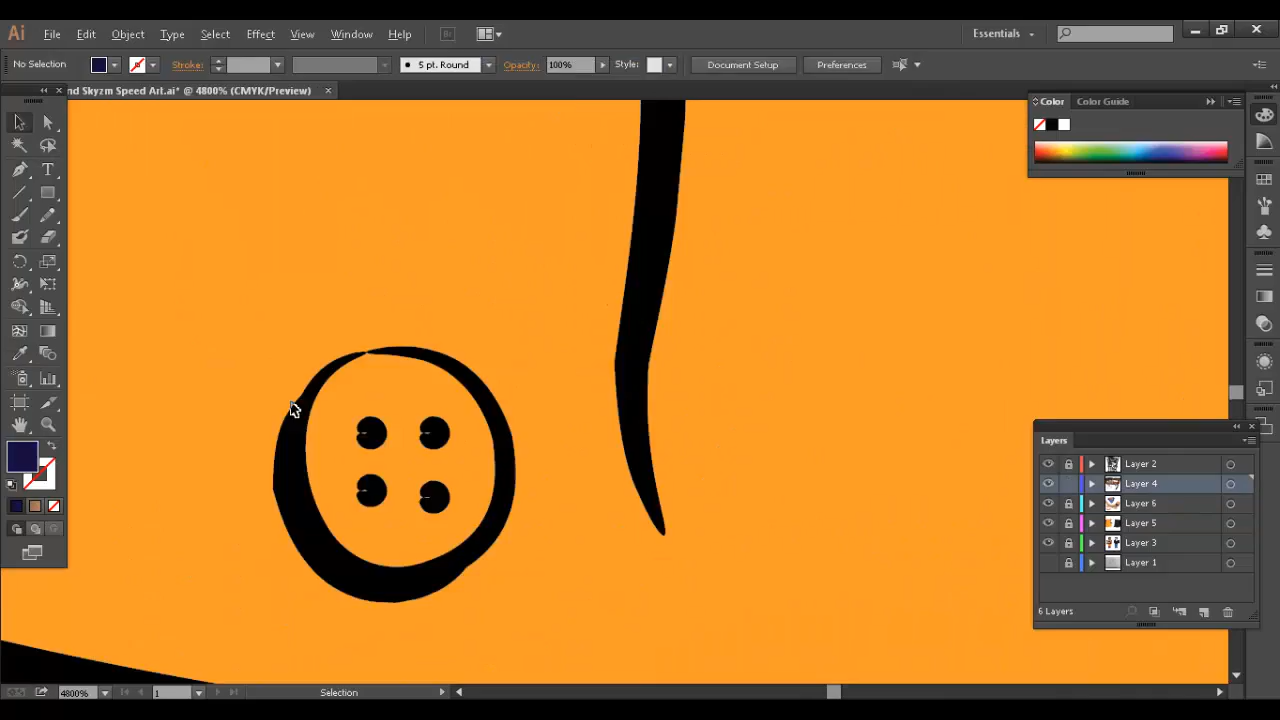 Ai File Edit Object Type Select Effect View Window Help Br Essentials
No Selection Stroke: 5 pt. Round Opacity: 100% Style: Document Setup Preferences
nd Skyzm Speed Art.ai* @ 4800% (CMYK/Preview)
Color Color Guide
Layers
Layer 2
Layer 4
Layer 6
Layer 5
Layer 3
Layer 1
6 Layers
4800% 1 Selection